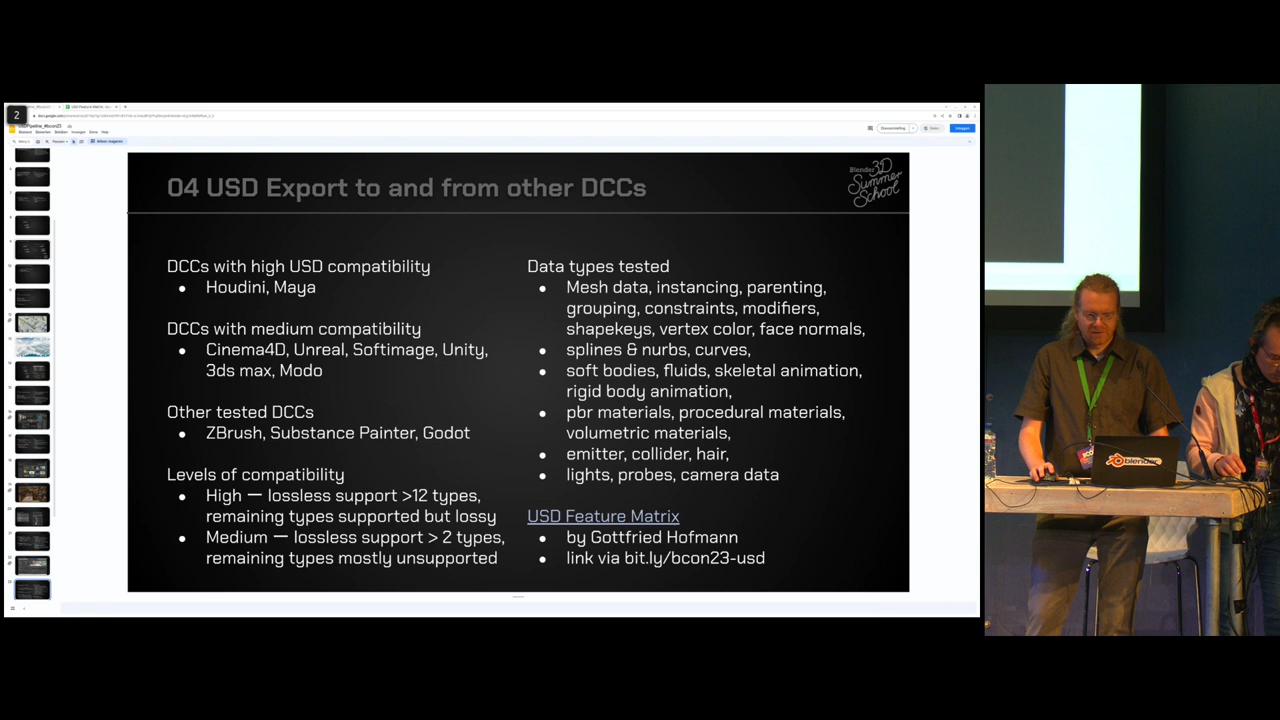 2
04 USD Export to and from other DCCs
Blender 3D
Summer
School
DCCs with high USD compatibility
● Houdini, Maya
DCCs with medium compatibility
● Cinema4D, Unreal, Softimage, Unity,
3ds max, Modo
Other tested DCCs
● ZBrush, Substance Painter, Godot
Levels of compatibility
● High — lossless support >12 types,
remaining types supported but lossy
● Medium — lossless support > 2 types,
remaining types mostly unsupported
Data types tested
● Mesh data, instancing, parenting,
grouping, constraints, modifiers,
shapekeys, vertex color, face normals,
● splines & nurbs, curves,
● soft bodies, fluids, skeletal animation,
rigid body animation,
● pbr materials, procedural materials,
volumetric materials,
● emitter, collider, hair,
● lights, probes, camera data
USD Feature Matrix
● by Gottfried Hofmann
● link via bit.ly/bcon23-usd
blender